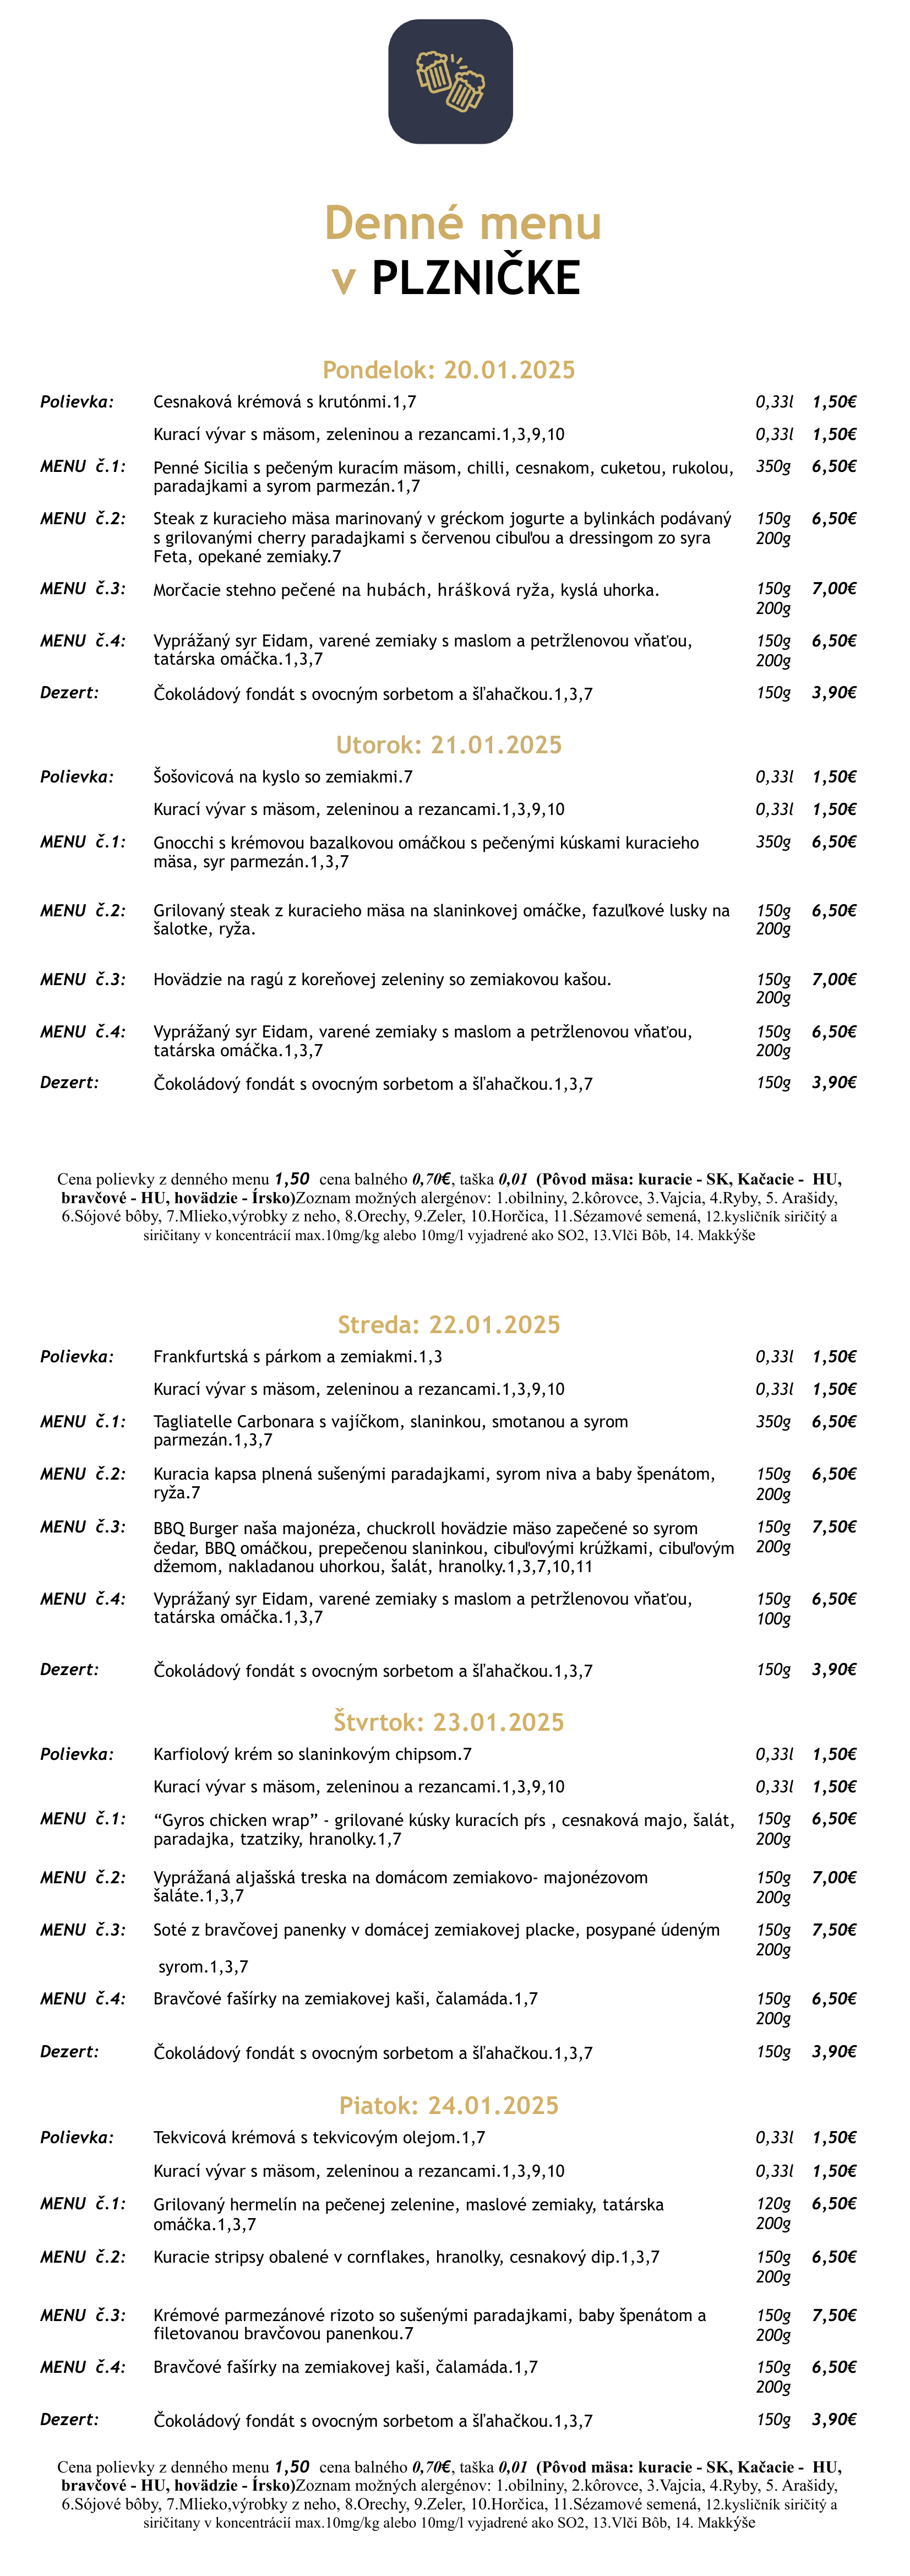 Denné menu
v PLZNIČKE
Pondelok: 20.01.2025
Polievka: Cesnaková krémová s krutónmi.1,7 0,33l 1,50€
Kurací vývar s mäsom, zeleninou a rezancami.1,3,9,10 0,33l 1,50€
MENU č.1: Penné Sicilia s pečeným kuracím mäsom, chilli, cesnakom, cuketou, rukolou, 350g 6,50€
paradajkami a syrom parmezán.1,7
MENU č.2: Steak z kuracieho mäsa marinovaný v gréckom jogurte a bylinkách podávaný 150g 6,50€
s grilovanými cherry paradajkami s červenou cibuľou a dressingom zo syra 200g
Feta, opekané zemiaky.7
MENU č.3: Morčacie stehno pečené na hubách, hrášková ryža, kyslá uhorka. 150g 7,00€
200g
MENU č.4: Vyprážaný syr Eidam, varené zemiaky s maslom a petržlenovou vňaťou, 150g 6,50€
tatárska omáčka.1,3,7 200g
Dezert: Čokoládový fondát s ovocným sorbetom a šľahačkou.1,3,7 150g 3,90€
Utorok: 21.01.2025
Polievka: Šošovicová na kyslo so zemiakmi.7 0,33l 1,50€
Kurací vývar s mäsom, zeleninou a rezancami.1,3,9,10 0,33l 1,50€
MENU č.1: Gnocchi s krémovou bazalkovou omáčkou s pečenými kúskami kuracieho 350g 6,50€
mäsa, syr parmezán.1,3,7
MENU č.2: Grilovaný steak z kuracieho mäsa na slaninkovej omáčke, fazuľkové lusky na 150g 6,50€
šalotke, ryža. 200g
MENU č.3: Hovädzie na ragú z koreňovej zeleniny so zemiakovou kašou. 150g 7,00€
200g
MENU č.4: Vyprážaný syr Eidam, varené zemiaky s maslom a petržlenovou vňaťou, 150g 6,50€
tatárska omáčka.1,3,7 200g
Dezert: Čokoládový fondát s ovocným sorbetom a šľahačkou.1,3,7 150g 3,90€
Cena polievky z denného menu 1,50 cena balného 0,70€, taška 0,01 (Pôvod mäsa: kuracie - SK, Kačacie - HU,
bravčové - HU, hovädzie - Írsko)Zoznam možných alergénov: 1.obilniny, 2.kôrovce, 3.Vajcia, 4.Ryby, 5. Arašidy,
6.Sójové bôby, 7.Mlieko,výrobky z neho, 8.Orechy, 9.Zeler, 10.Horčica, 11.Sézamové semená, 12.kysličník siričitý a
siričitany v koncentrácií max.10mg/kg alebo 10mg/l vyjadrené ako SO2, 13.Vlči Bôb, 14. Makkýše
Streda: 22.01.2025
Polievka: Frankfurtská s párkom a zemiakmi.1,3 0,33l 1,50€
Kurací vývar s mäsom, zeleninou a rezancami.1,3,9,10 0,33l 1,50€
MENU č.1: Tagliatelle Carbonara s vajíčkom, slaninkou, smotanou a syrom 350g 6,50€
parmezán.1,3,7
MENU č.2: Kuracia kapsa plnená sušenými paradajkami, syrom niva a baby špenátom, 150g 6,50€
ryža.7 200g
MENU č.3: BBQ Burger naša majonéza, chuckroll hovädzie mäso zapečené so syrom 150g 7,50€
čedar, BBQ omáčkou, prepečenou slaninkou, cibuľovými krúžkami, cibuľovým 200g
džemom, nakladanou uhorkou, šalát, hranolky.1,3,7,10,11
MENU č.4: Vyprážaný syr Eidam, varené zemiaky s maslom a petržlenovou vňaťou, 150g 6,50€
tatárska omáčka.1,3,7 100g
Dezert: Čokoládový fondát s ovocným sorbetom a šľahačkou.1,3,7 150g 3,90€
Štvrtok: 23.01.2025
Polievka: Karfiolový krém so slaninkovým chipsom.7 0,33l 1,50€
Kurací vývar s mäsom, zeleninou a rezancami.1,3,9,10 0,33l 1,50€
MENU č.1: “Gyros chicken wrap” - grilované kúsky kuracích pŕs , cesnaková majo, šalát, 150g 6,50€
paradajka, tzatziky, hranolky.1,7 200g
MENU č.2: Vyprážaná aljašská treska na domácom zemiakovo- majonézovom 150g 7,00€
šaláte.1,3,7 200g
MENU č.3: Soté z bravčovej panenky v domácej zemiakovej placke, posypané údeným 150g 7,50€
200g
syrom.1,3,7
MENU č.4: Bravčové fašírky na zemiakovej kaši, čalamáda.1,7 150g 6,50€
200g
Dezert: Čokoládový fondát s ovocným sorbetom a šľahačkou.1,3,7 150g 3,90€
Piatok: 24.01.2025
Polievka: Tekvicová krémová s tekvicovým olejom.1,7 0,33l 1,50€
Kurací vývar s mäsom, zeleninou a rezancami.1,3,9,10 0,33l 1,50€
MENU č.1: Grilovaný hermelín na pečenej zelenine, maslové zemiaky, tatárska 120g 6,50€
omáčka.1,3,7 200g
MENU č.2: Kuracie stripsy obalené v cornflakes, hranolky, cesnakový dip.1,3,7 150g 6,50€
200g
MENU č.3: Krémové parmezánové rizoto so sušenými paradajkami, baby špenátom a 150g 7,50€
filetovanou bravčovou panenkou.7 200g
MENU č.4: Bravčové fašírky na zemiakovej kaši, čalamáda.1,7 150g 6,50€
200g
Dezert: Čokoládový fondát s ovocným sorbetom a šľahačkou.1,3,7 150g 3,90€
Cena polievky z denného menu 1,50 cena balného 0,70€, taška 0,01 (Pôvod mäsa: kuracie - SK, Kačacie - HU,
bravčové - HU, hovädzie - Írsko)Zoznam možných alergénov: 1.obilniny, 2.kôrovce, 3.Vajcia, 4.Ryby, 5. Arašidy,
6.Sójové bôby, 7.Mlieko,výrobky z neho, 8.Orechy, 9.Zeler, 10.Horčica, 11.Sézamové semená, 12.kysličník siričitý a
siričitany v koncentrácií max.10mg/kg alebo 10mg/l vyjadrené ako SO2, 13.Vlči Bôb, 14. Makkýše